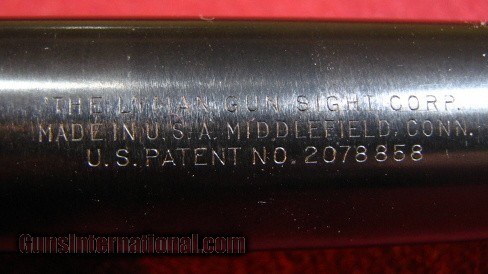 THE LYMAN GUN SIGHT CORP.
MADE IN U.S.A. MIDDLEFIELD, CONN.
U.S. PATENT NO. 2078858
GunsInternational.com